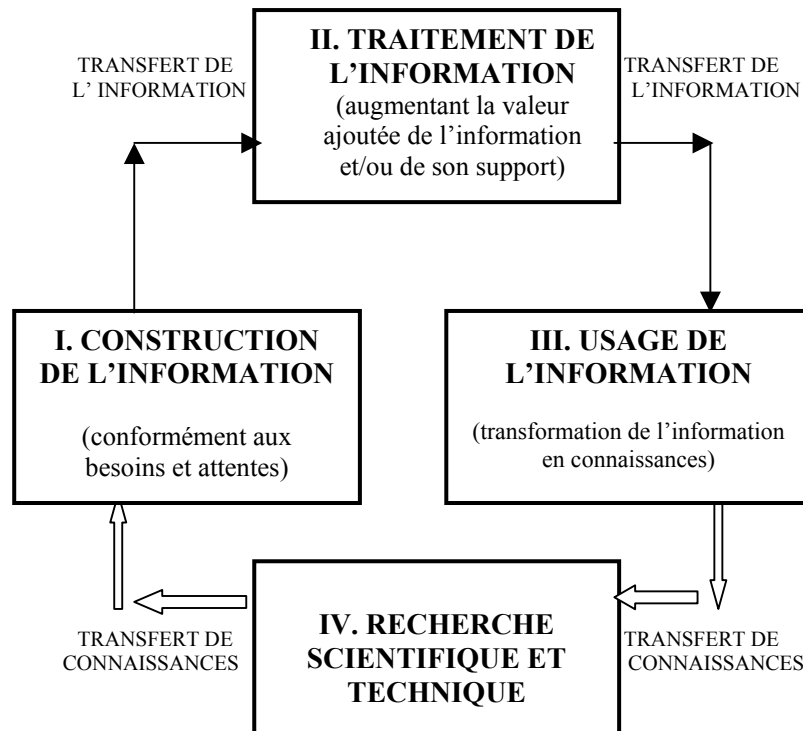 II. TRAITEMENT DE
L’INFORMATION
(augmentant la valeur
ajoutée de l’information
et/ou de son support)
TRANSFERT DE
L’ INFORMATION
TRANSFERT DE
L’INFORMATION
I. CONSTRUCTION
DE L’INFORMATION
(conformément aux
besoins et attentes)
III. USAGE DE
L’INFORMATION
(transformation de l’information
en connaissances)
IV. RECHERCHE
SCIENTIFIQUE ET
TECHNIQUE
TRANSFERT DE
CONNAISSANCES
TRANSFERT DE
CONNAISSANCES